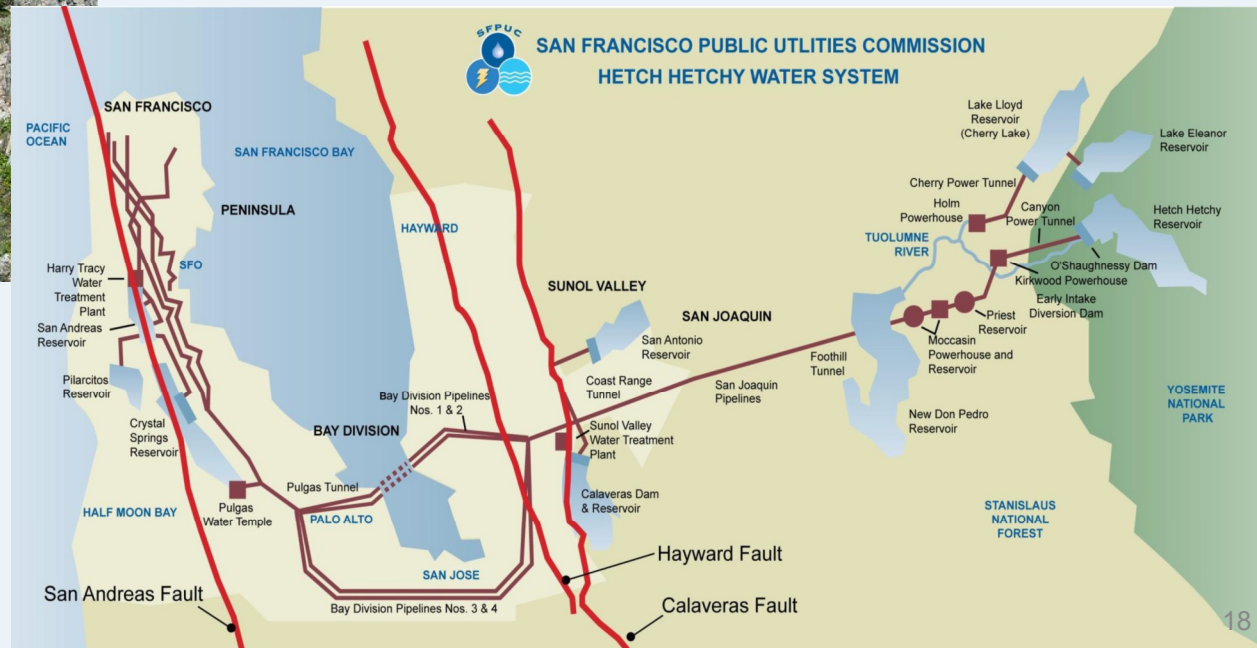 SFPUC
SAN FRANCISCO PUBLIC UTLITIES COMMISSION
HETCH HETCHY WATER SYSTEM
SAN FRANCISCO
PACIFIC
OCEAN
SAN FRANCISCO BAY
PENINSULA
HAYWARD
SFO
Harry Tracy
Water
Treatment
Plant
San Andreas
Reservoir
Pilarcitos
Reservoir
Crystal
Springs
Reservoir
HALF MOON BAY
Pulgas
Water Temple
Pulgas Tunnel
PALO ALTO
BAY DIVISION
Bay Division Pipelines
Nos. 1 & 2
SAN JOSE
Bay Division Pipelines Nos. 3 & 4
San Andreas Fault
Hayward Fault
Calaveras Fault
SUNOL VALLEY
San Antonio
Reservoir
Coast Range
Tunnel
Sunol Valley
Water Treatment
Plant
Calaveras Dam
& Reservoir
SAN JOAQUIN
San Joaquin
Pipelines
Foothill
Tunnel
New Don Pedro
Reservoir
Moccasin
Powerhouse and
Reservoir
Priest
Reservoir
Early Intake
Diversion Dam
Kirkwood Powerhouse
O'Shaughnessy Dam
Hetch Hetchy
Reservoir
Canyon
Power Tunnel
TUOLUMNE
RIVER
Holm
Powerhouse
Cherry Power Tunnel
Lake Lloyd
Reservoir
(Cherry Lake)
Lake Eleanor
Reservoir
YOSEMITE
NATIONAL
PARK
STANISLAUS
NATIONAL
FOREST
18